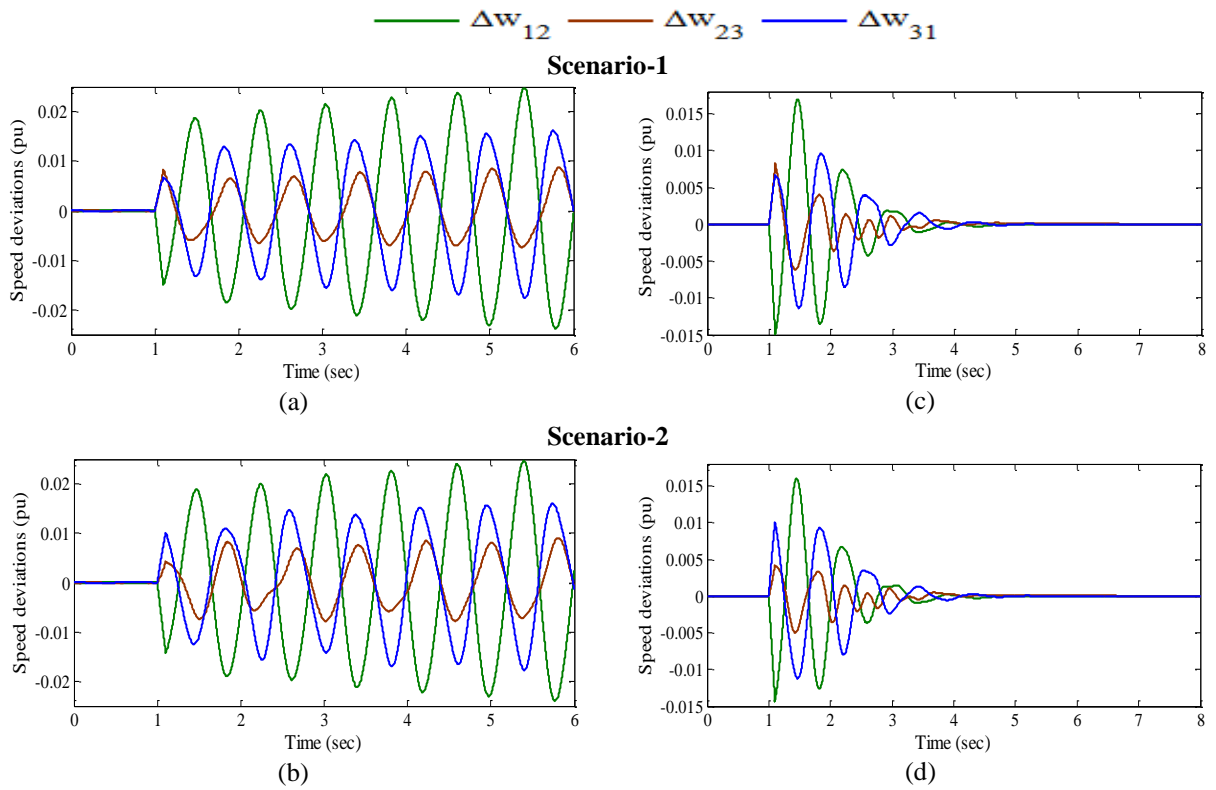 Δw12 Δw23 Δw31
Scenario-1
Speed deviations (pu)
0.02
0.01
0
-0.01
-0.02
0 1 2 3 4 5 6
Time (sec)
(a)
Speed deviations (pu)
0.015
0.01
0.005
0
-0.005
-0.01
-0.015
0 1 2 3 4 5 6 7 8
Time (sec)
(c)
Scenario-2
Speed deviations (pu)
0.02
0.01
0
-0.01
-0.02
0 1 2 3 4 5 6
Time (sec)
(b)
Speed deviations (pu)
0.015
0.01
0.005
0
-0.005
-0.01
-0.015
0 1 2 3 4 5 6 7 8
Time (sec)
(d)